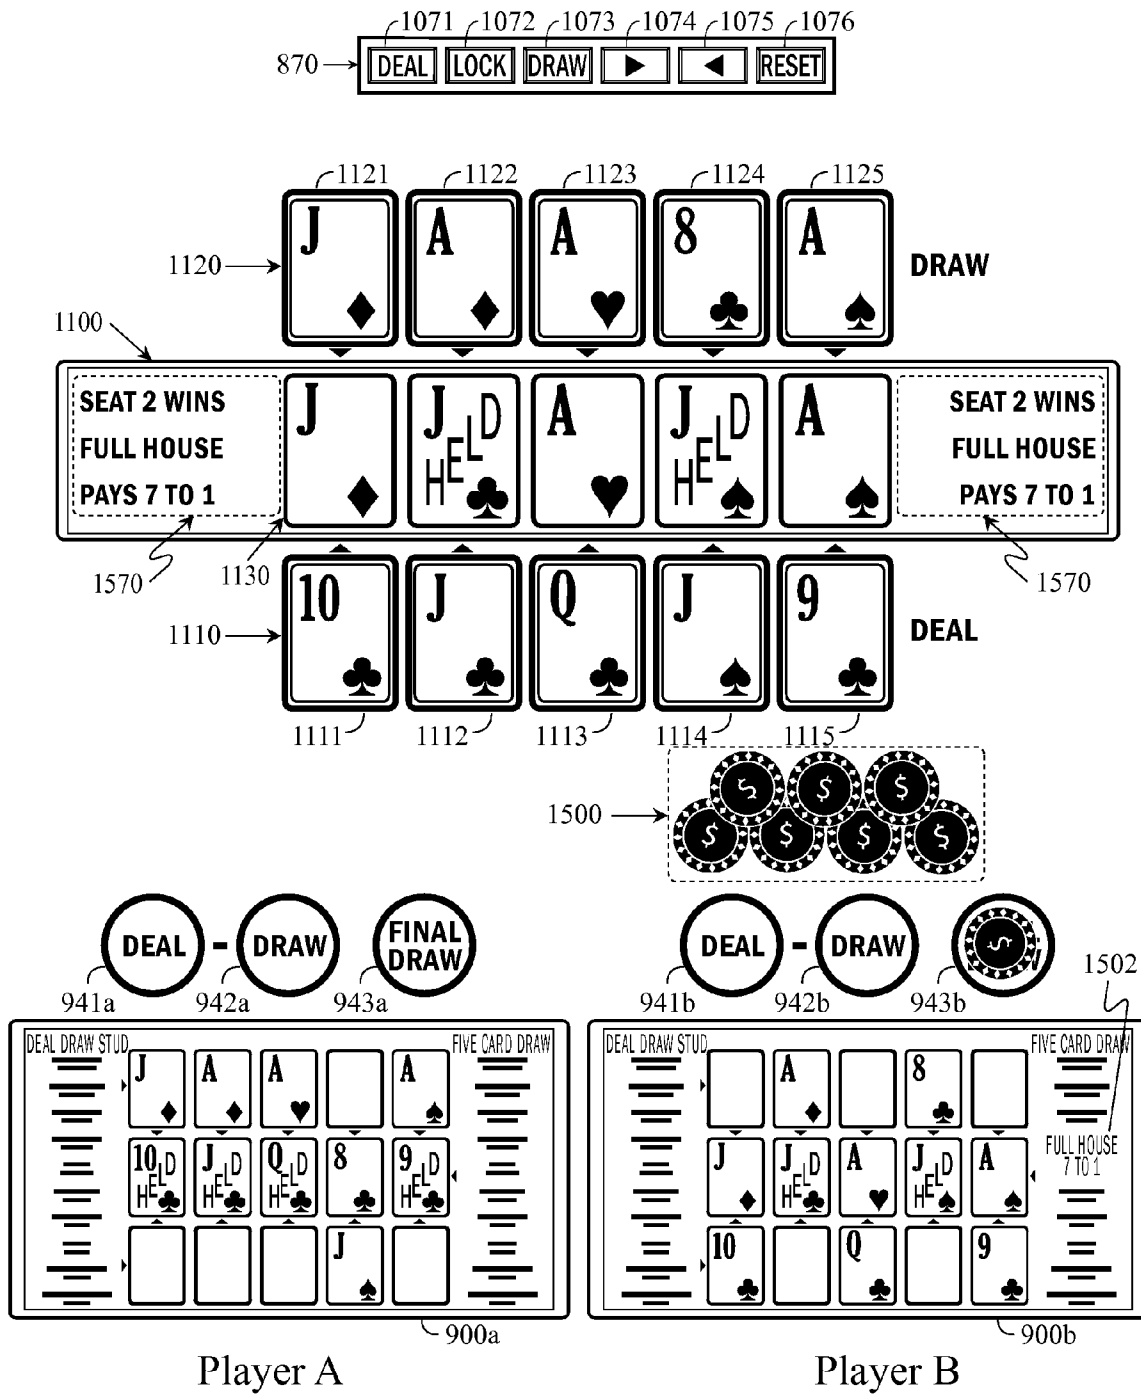 1071 1072 1073 1074 1075 1076
870 DEAL LOCK DRAW RESET
1121 1122 1123 1124 1125
J A A 8 A
1120 DRAW
1100
SEAT 2 WINS J J HELD A J HELD A SEAT 2 WINS
FULL HOUSE FULL HOUSE
PAYS 7 TO 1 PAYS 7 TO 1
1570 1130 1570
10 J Q J 9
1110 DEAL
1111 1112 1113 1114 1115
1500 $ $ $
$ $ $ $
DEAL - DRAW FINAL DRAW DEAL - DRAW $
941a 942a 943a 941b 942b 943b 1502
DEAL DRAW STUD FIVE CARD DRAW
J A A A
10 HELD J HELD Q HELD 8 9 HELD
J
900a
Player A
DEAL DRAW STUD FIVE CARD DRAW
A 8
J J HELD A J HELD A FULL HOUSE
7 TO 1
10 Q 9
900b
Player B